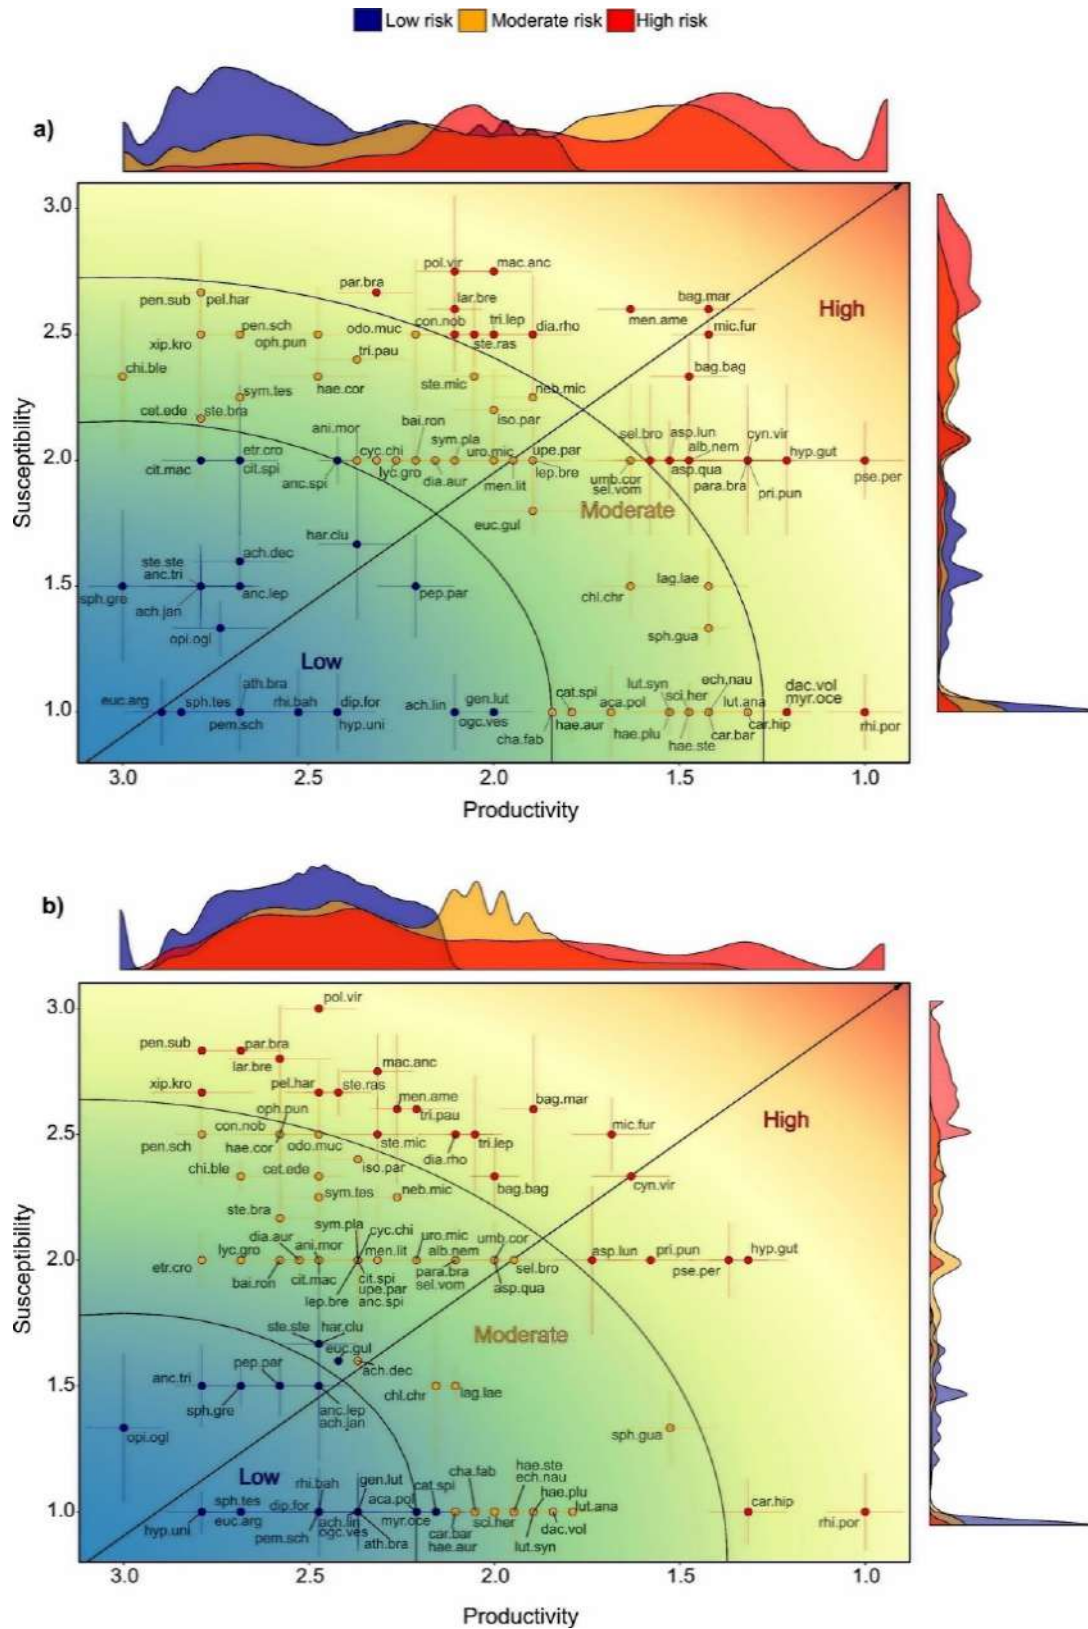 Low risk Moderate risk High risk
a)
3.0
pol.vir mac.anc
pen.sub pel.har par.bra
lar.bre bag.mar High
men.ame
pen.sch odo.muc con.nob tri.lep dia.rho mic.fur
2.5
xip.kro oph.pun ste.ras
tri.pau
chi.ble bag.bag
hae.cor ste.mic neb.mic
sym.tes
cet.ede ste.bra iso.par
bai.ron
ani.mor sym.pla sel.bro asp.lun cyn.vir
etr.cro cyc.chi uro.mic upe.par alb.nem hyp.gut
2.0
cit.mac cit.spi anc.spi lyc.gro dia.aur men.lit lep.bre umb.cor asp.qua para.bra pri.pun pse.per
sel.vom
euc.gul Moderate
har.clu
ste.ste ach.dec
anc.tri lag.lae
1.5
sph.gre ach.jan anc.lep pep.par chl.chr
opi.ogl sph.gua
Low
ath.bra cat.spi lut.syn sci.her ech.nau dac.vol
euc.arg sph.tes rhi.bah dip.for ach.lin gen.lut aca.pol lut.ana myr.oce
1.0
pem.sch hyp.uni ogc.ves cha.fab hae.aur hae.plu hae.ste car.bar car.hip rhi.por
Susceptibility
3.0 2.5 2.0 1.5 1.0
Productivity
b)
3.0
pol.vir
pen.sub par.bra
lar.bre mac.anc
xip.kro pel.har ste.ras men.ame bag.mar High
oph.pun tri.pau
con.nob mic.fur
2.5
pen.sch hae.cor odo.muc ste.mic dia.rho tri.lep
iso.par
chi.ble cet.ede bag.bag cyn.vir
sym.tes neb.mic
ste.bra
sym.pla cyc.chi uro.mic umb.cor
lyc.gro dia.aur ani.mor men.lit alb.nem asp.lun pri.pun hyp.gut
2.0
etr.cro bai.ron cit.mac lep.bre cit.spi para.bra sel.bro pse.per
upe.par sel.vom asp.qua
anc.spi
ste.ste har.clu Moderate
euc.gul
pep.par ach.dec
anc.tri
1.5
sph.gre anc.lep chl.chr lag.lae
ach.jan
opi.ogl sph.gua
Low
rhi.bah gen.lut cat.spi cha.fab hae.ste
sph.tes dip.for aca.pol ech.nau hae.plu lut.ana car.hip
1.0
hyp.uni euc.arg pem.sch ach.lin myr.oce car.bar sci.her dac.vol rhi.por
ogc.ves ath.bra hae.aur lut.syn
Susceptibility
3.0 2.5 2.0 1.5 1.0
Productivity